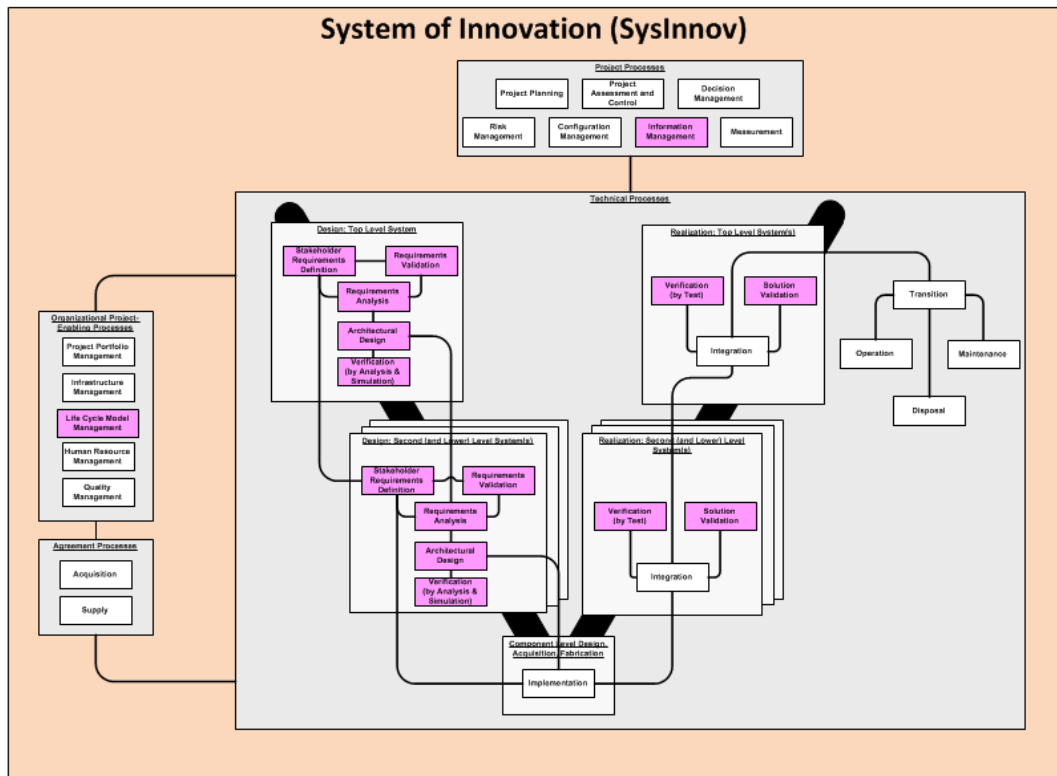 System of Innovation (SysInnov)
Project Processes
Project Planning
Project
Assessment and
Control
Decision
Management
Risk
Management
Configuration
Management
Information
Management
Measurement
Technical Processes
Design: Top Level System
Stakeholder
Requirements
Definition
Requirements
Validation
Requirements
Analysis
Architectural
Design
Verification
(by Analysis &
Simulation)
Realization: Top Level System(s)
Verification
(by Test)
Solution
Validation
Integration
Transition
Operation
Maintenance
Disposal
Organizational Project-
Enabling Processes
Project Portfolio
Management
Infrastructure
Management
Life Cycle Model
Management
Human Resource
Management
Quality
Management
Agreement Processes
Acquisition
Supply
Design: Second (and Lower) Level System(s)
Stakeholder
Requirements
Definition
Requirements
Validation
Requirements
Analysis
Architectural
Design
Verification
(by Analysis &
Simulation)
Realization: Second (and Lower) Level
System(s)
Verification
(by Test)
Solution
Validation
Integration
Component Level Design,
Acquisition, Fabrication
Implementation